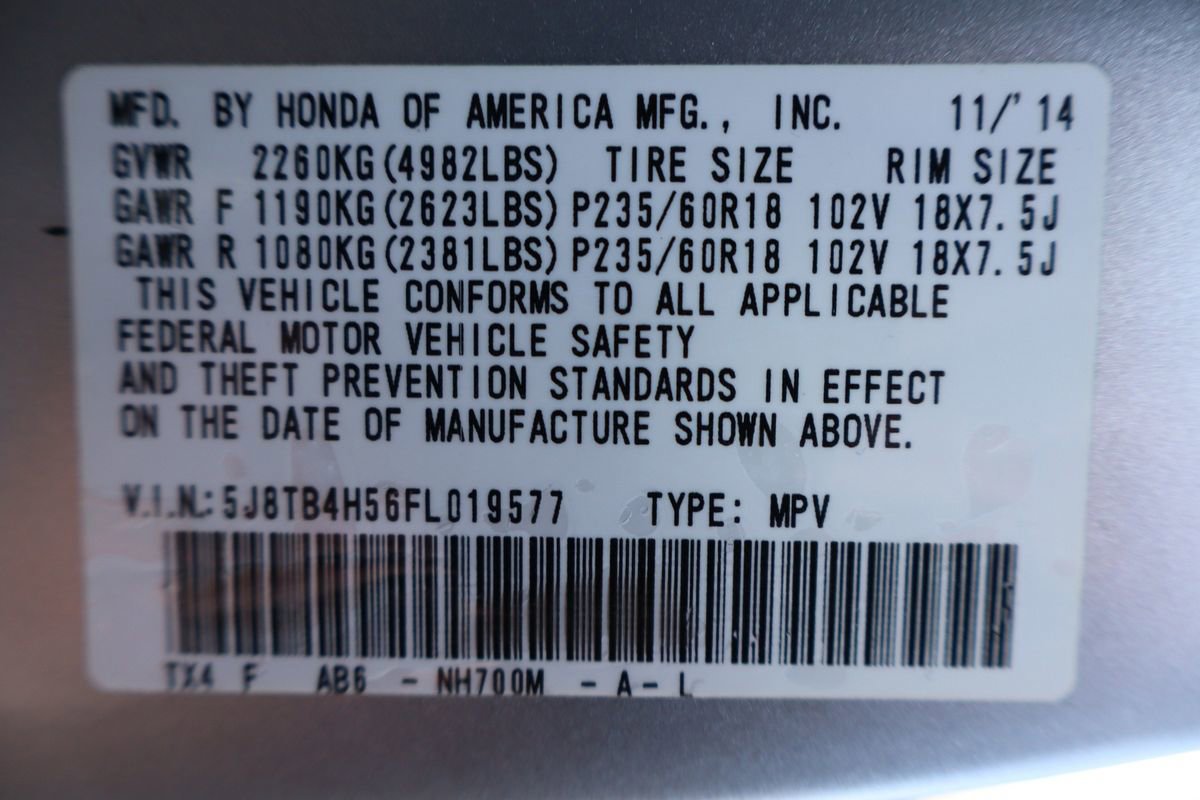 MFD. BY HONDA OF AMERICA MFG., INC. 11/'14
GVWR 2260KG(4982LBS) TIRE SIZE RIM SIZE
GAWR F 1190KG(2623LBS) P235/60R18 102V 18X7.5J
GAWR R 1080KG(2381LBS) P235/60R18 102V 18X7.5J
THIS VEHICLE CONFORMS TO ALL APPLICABLE
FEDERAL MOTOR VEHICLE SAFETY
AND THEFT PREVENTION STANDARDS IN EFFECT
ON THE DATE OF MANUFACTURE SHOWN ABOVE.
V.I.N.: 5J8TB4H56FL019577 TYPE: MPV
TX4 F AB6 - NH700M - A - L